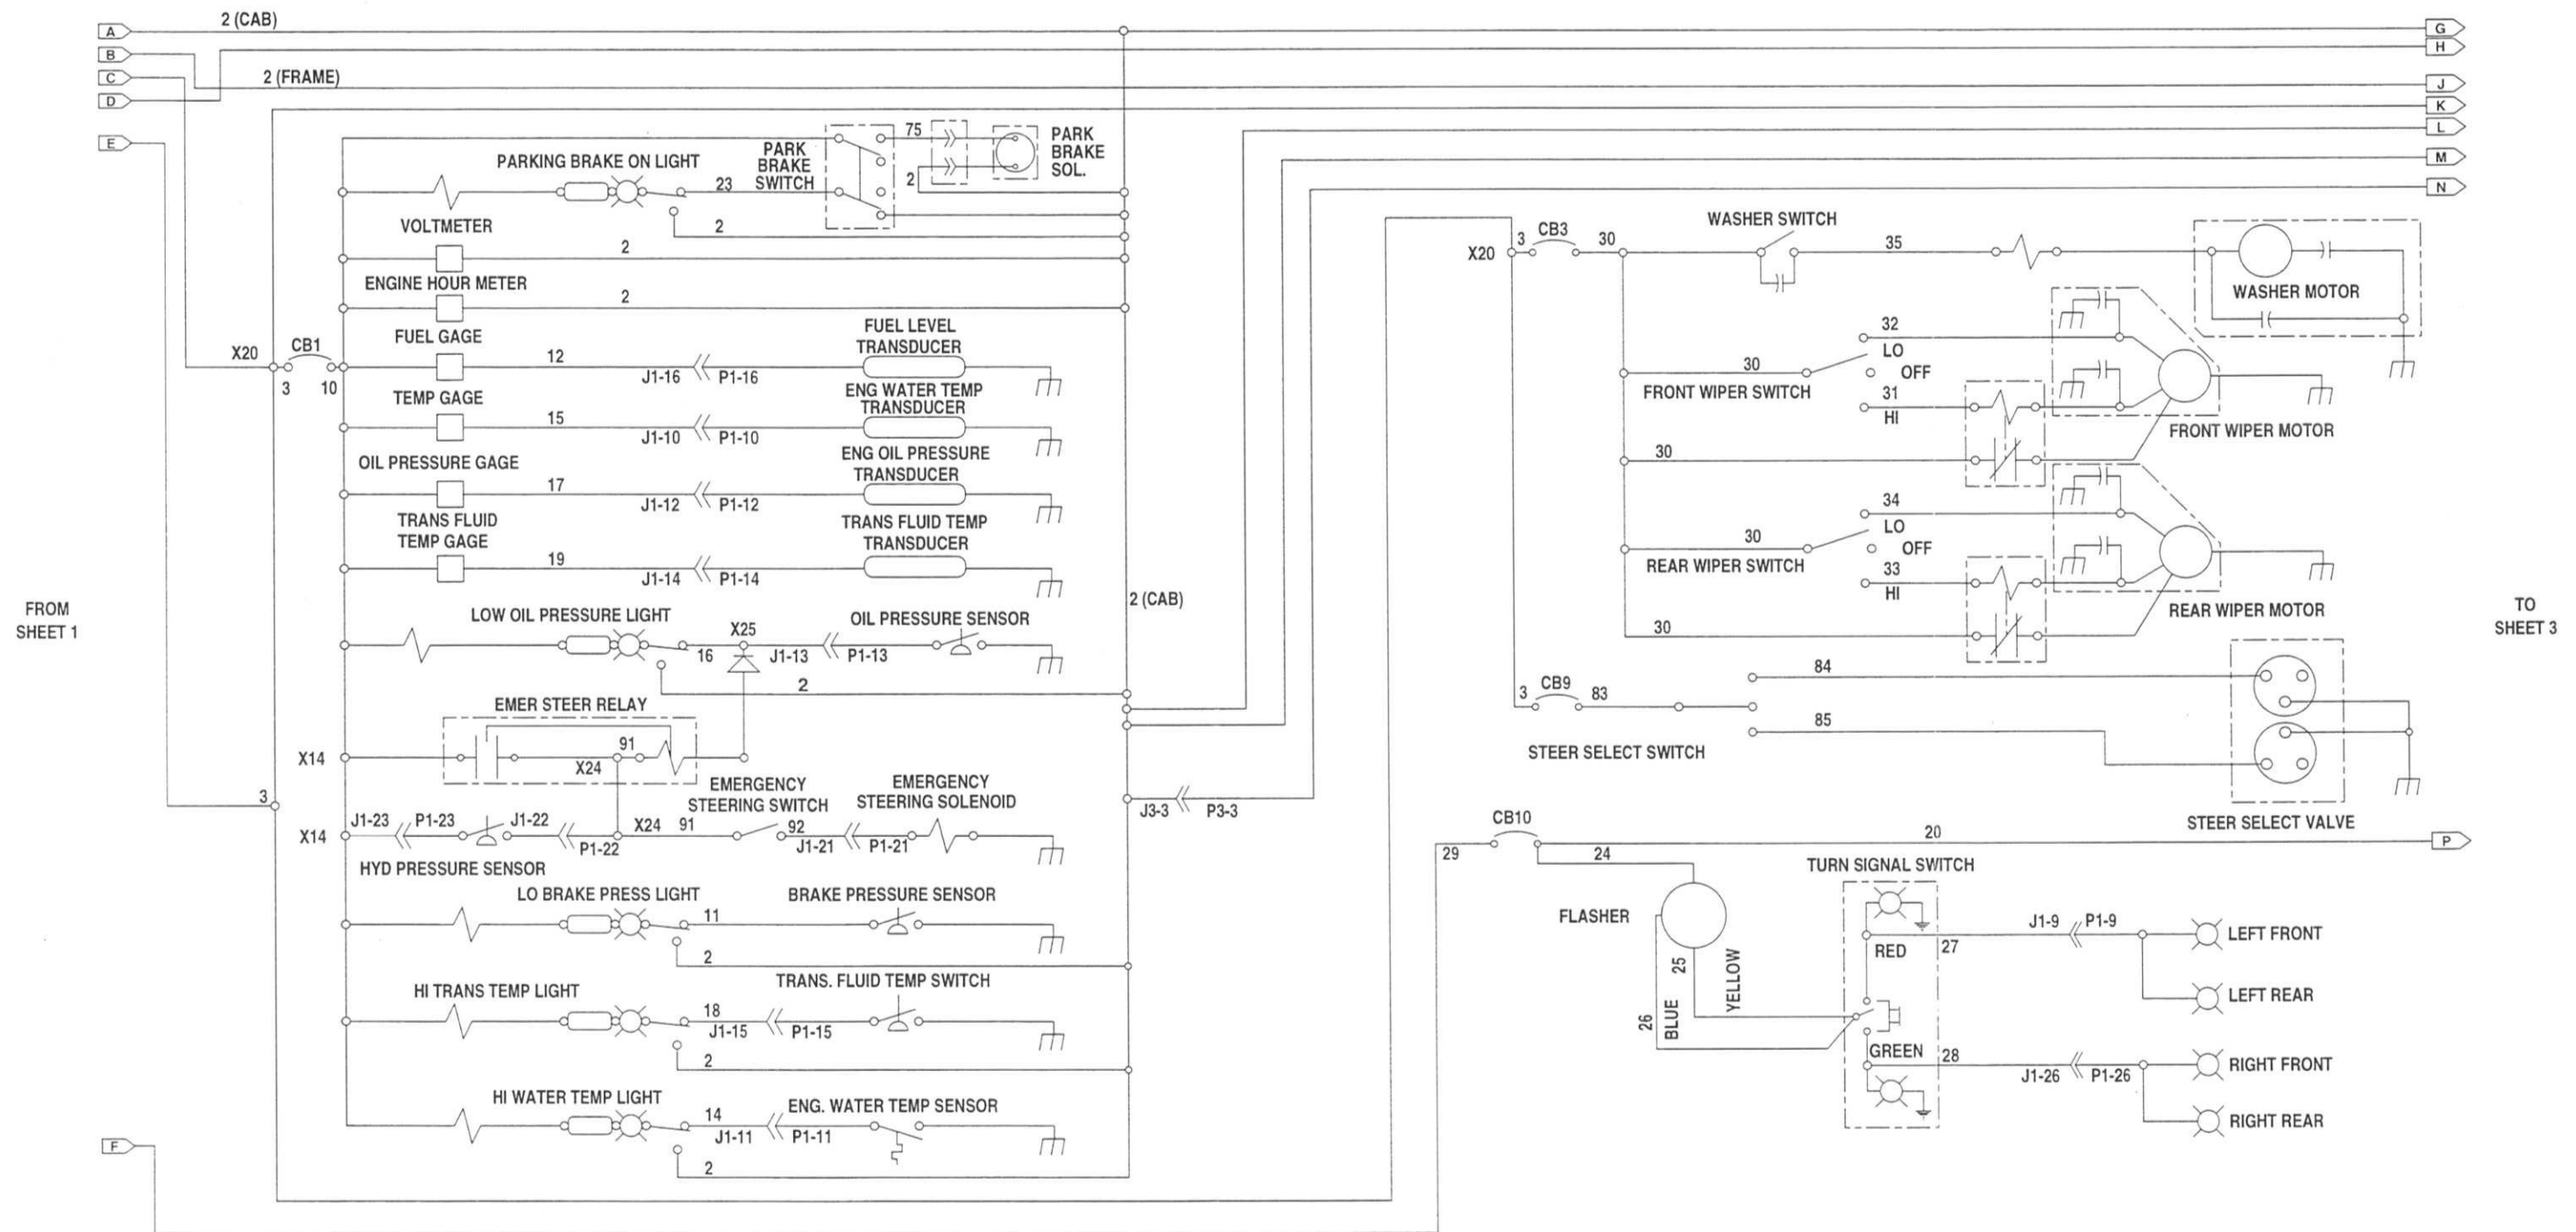 A
2 (CAB)
G
B
H
C
2 (FRAME)
J
D
K
L
E
M
N
PARKING BRAKE ON LIGHT
PARK
BRAKE
SWITCH
75
PARK
BRAKE
SOL.
23
2
VOLTMETER
2
2
ENGINE HOUR METER
2
FUEL GAGE
FUEL LEVEL
TRANSDUCER
X20
CB1
3
10
12
J1-16
P1-16
TEMP GAGE
ENG WATER TEMP
TRANSDUCER
15
J1-10
P1-10
OIL PRESSURE GAGE
ENG OIL PRESSURE
TRANSDUCER
17
J1-12
P1-12
TRANS FLUID
TEMP GAGE
TRANS FLUID TEMP
TRANSDUCER
19
J1-14
P1-14
2 (CAB)
FROM
SHEET 1
LOW OIL PRESSURE LIGHT
X25
OIL PRESSURE SENSOR
16
J1-13
P1-13
2
EMER STEER RELAY
X14
91
X24
3
EMERGENCY
STEERING SWITCH
EMERGENCY
STEERING SOLENOID
J3-3
P3-3
X14
J1-23
P1-23
J1-22
P1-22
X24
91
92
J1-21
P1-21
HYD PRESSURE SENSOR
LO BRAKE PRESS LIGHT
BRAKE PRESSURE SENSOR
11
2
HI TRANS TEMP LIGHT
TRANS. FLUID TEMP SWITCH
18
J1-15
P1-15
2
HI WATER TEMP LIGHT
ENG. WATER TEMP SENSOR
14
J1-11
P1-11
2
F
X20
3
CB3
30
WASHER SWITCH
35
WASHER MOTOR
32
LO
30
OFF
FRONT WIPER SWITCH
31
HI
FRONT WIPER MOTOR
30
34
LO
30
OFF
REAR WIPER SWITCH
33
HI
REAR WIPER MOTOR
30
TO
SHEET 3
84
3
CB9
83
85
STEER SELECT SWITCH
STEER SELECT VALVE
CB10
20
P
29
24
TURN SIGNAL SWITCH
FLASHER
J1-9
P1-9
LEFT FRONT
RED
27
25
YELLOW
LEFT REAR
26
BLUE
GREEN
28
J1-26
P1-26
RIGHT FRONT
RIGHT REAR